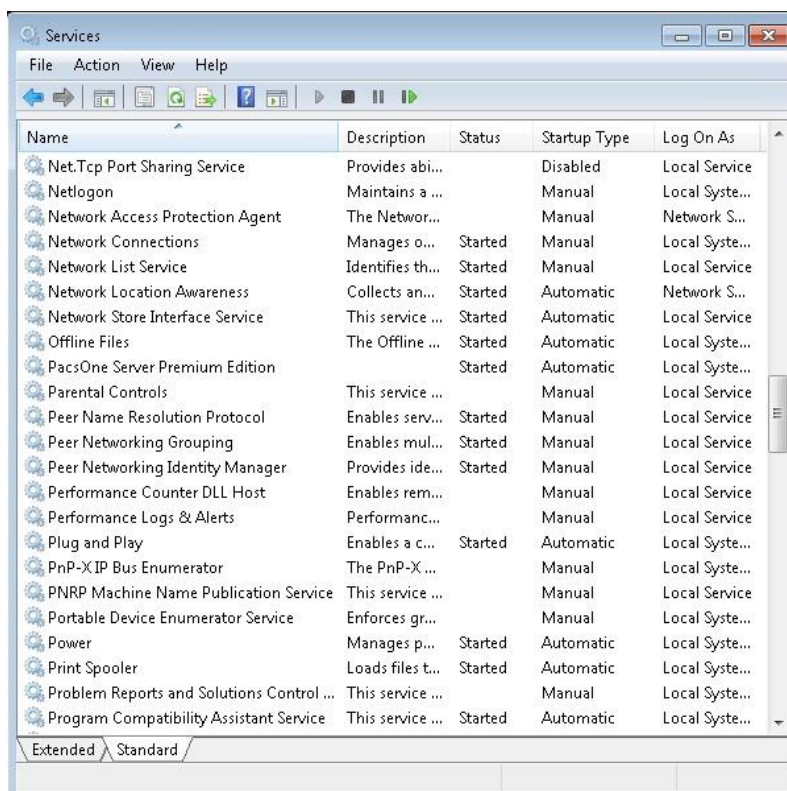 Services
File Action View Help
Name Description Status Startup Type Log On As
Net.Tcp Port Sharing Service Provides abi... Disabled Local Service
Netlogon Maintains a ... Manual Local Syste...
Network Access Protection Agent The Networ... Manual Network S...
Network Connections Manages o... Started Manual Local Syste...
Network List Service Identifies th... Started Manual Local Service
Network Location Awareness Collects an... Started Automatic Network S...
Network Store Interface Service This service ... Started Automatic Local Service
Offline Files The Offline ... Started Automatic Local Syste...
PacsOne Server Premium Edition Started Automatic Local Syste...
Parental Controls This service ... Manual Local Service
Peer Name Resolution Protocol Enables serv... Started Manual Local Service
Peer Networking Grouping Enables mul... Started Manual Local Service
Peer Networking Identity Manager Provides ide... Started Manual Local Service
Performance Counter DLL Host Enables rem... Manual Local Service
Performance Logs & Alerts Performanc... Manual Local Service
Plug and Play Enables a c... Started Automatic Local Syste...
PnP-X IP Bus Enumerator The PnP-X ... Manual Local Syste...
PNRP Machine Name Publication Service This service ... Manual Local Service
Portable Device Enumerator Service Enforces gr... Manual Local Syste...
Power Manages p... Started Automatic Local Syste...
Print Spooler Loads files t... Started Automatic Local Syste...
Problem Reports and Solutions Control ... This service ... Manual Local Syste...
Program Compatibility Assistant Service This service ... Started Automatic Local Syste...
Extended Standard